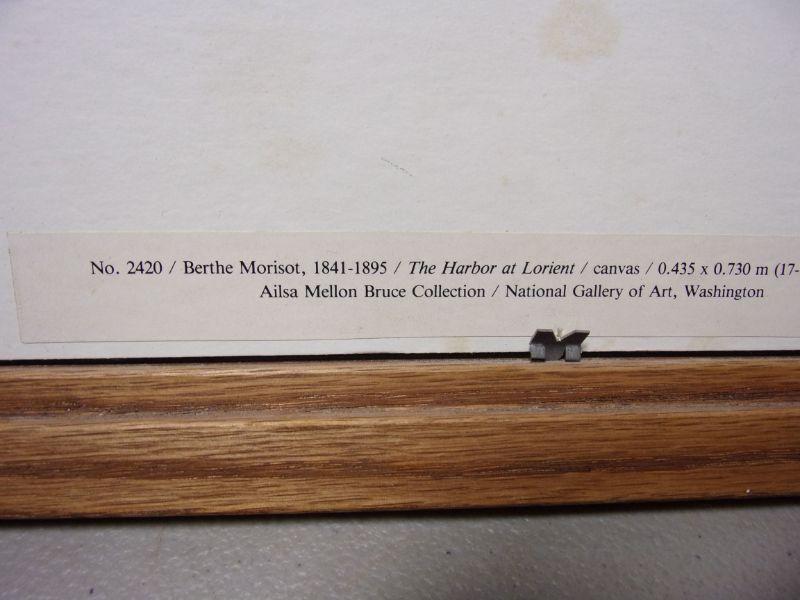 No. 2420 / Berthe Morisot, 1841-1895 / The Harbor at Lorient / canvas / 0.435 x 0.730 m (17-
Ailsa Mellon Bruce Collection / National Gallery of Art, Washington